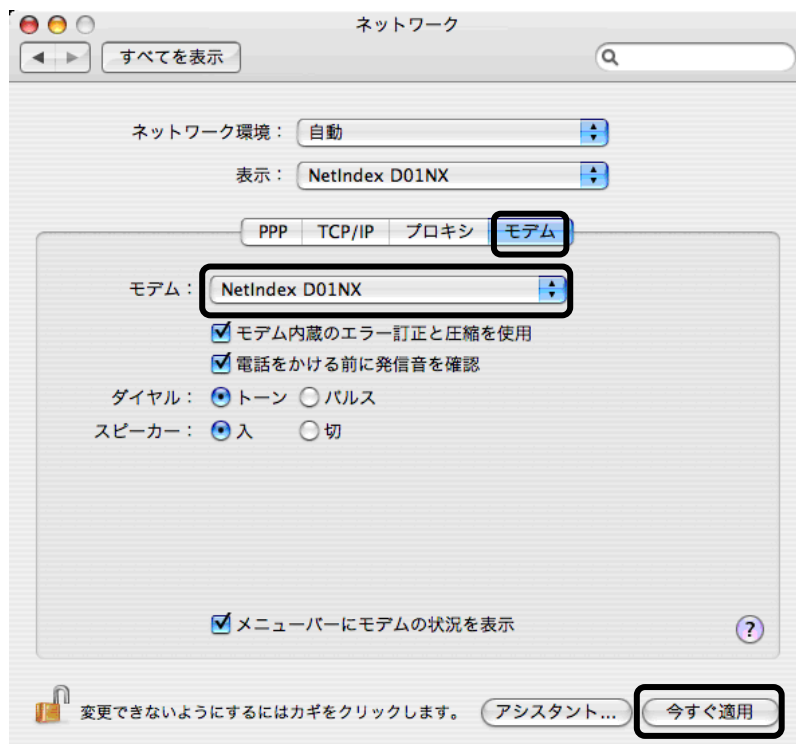 ネットワーク
すべてを表示
ネットワーク環境： 自動
表示： NetIndex D01NX
PPP TCP/IP プロキシ モデム
モデム： NetIndex D01NX
モデム内蔵のエラー訂正と圧縮を使用
電話をかける前に発信音を確認
ダイヤル： トーン パルス
スピーカー： 入 切
メニューバーにモデムの状況を表示
?
変更できないようにするにはカギをクリックします。 アシスタント... 今すぐ適用